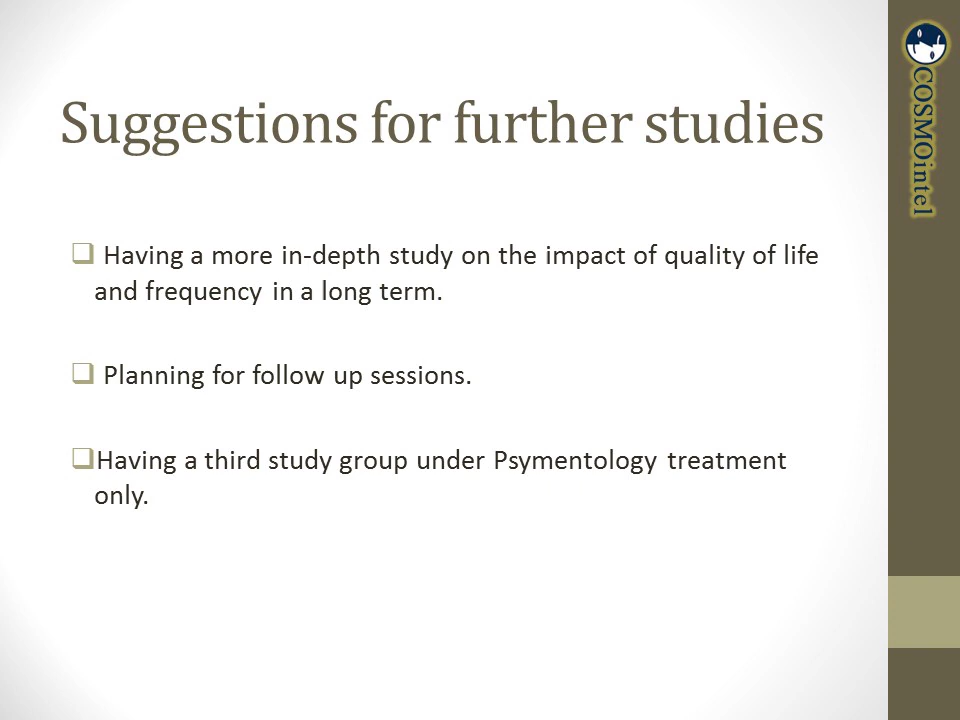 Suggestions for further studies
Having a more in-depth study on the impact of quality of life
and frequency in a long term.
Planning for follow up sessions.
Having a third study group under Psymentology treatment
only.
COSMOintel